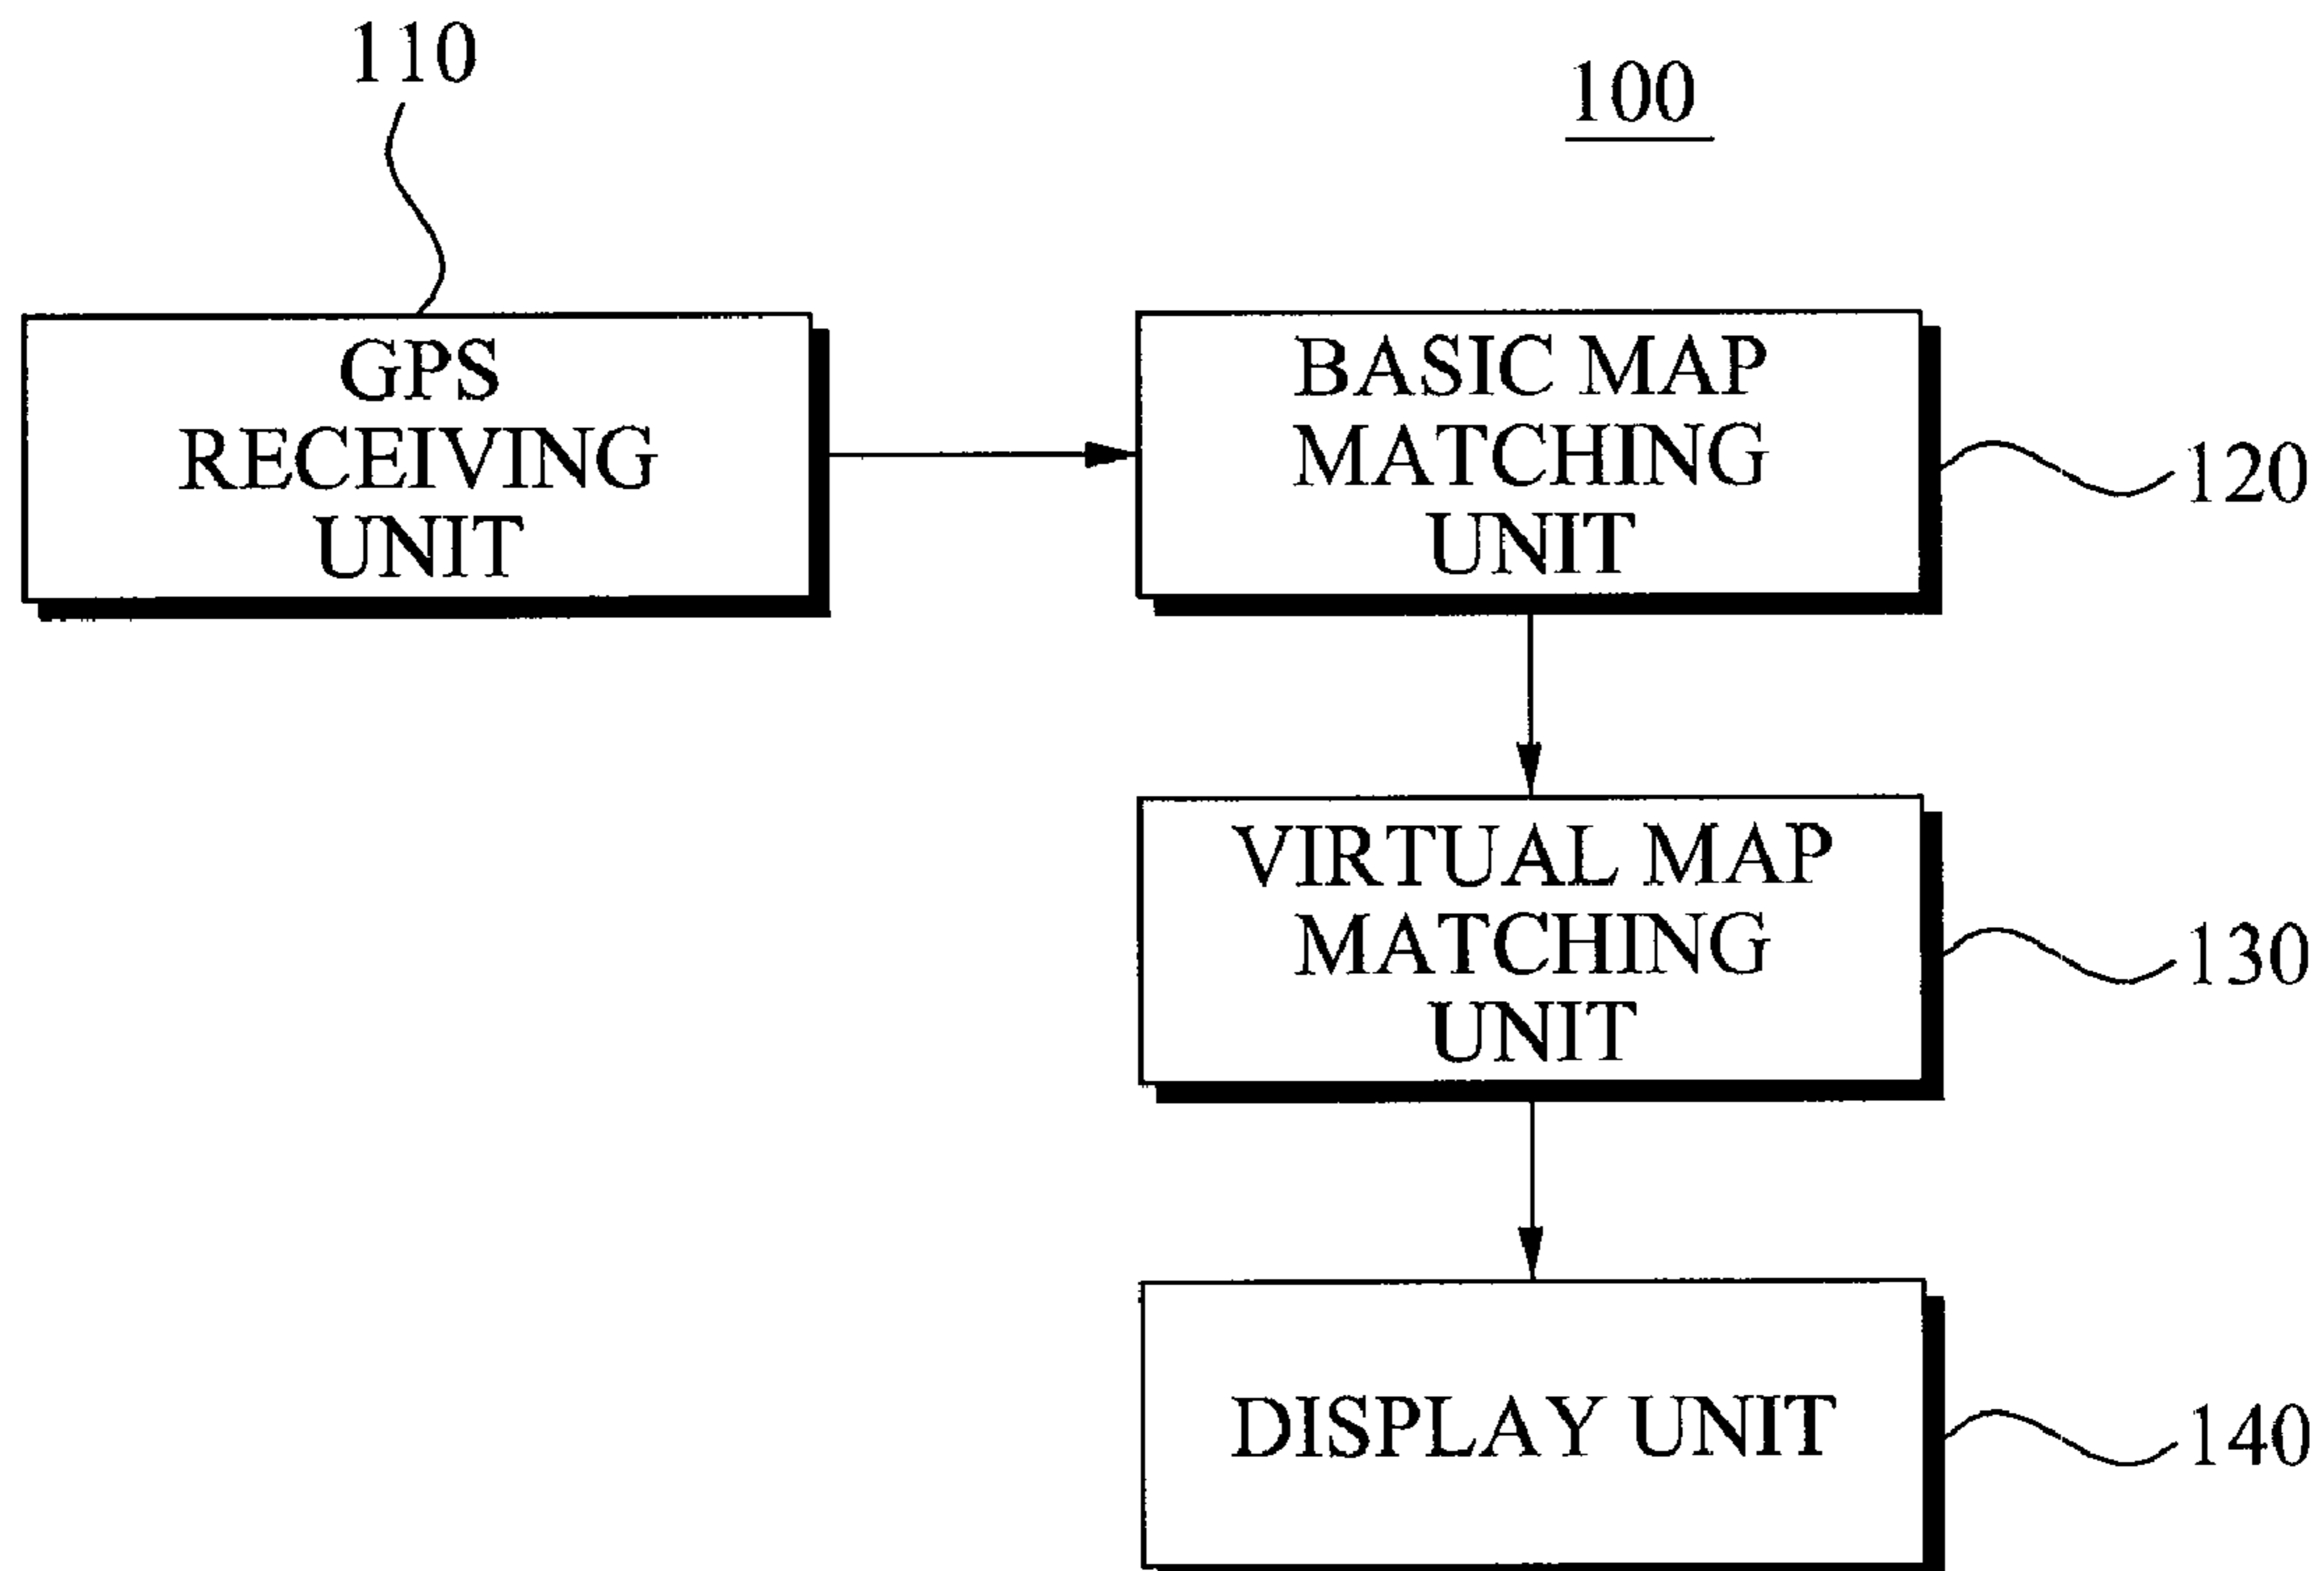 110
100
GPS
RECEIVING
UNIT
BASIC MAP
MATCHING
UNIT
120
VIRTUAL MAP
MATCHING
UNIT
130
DISPLAY UNIT
140